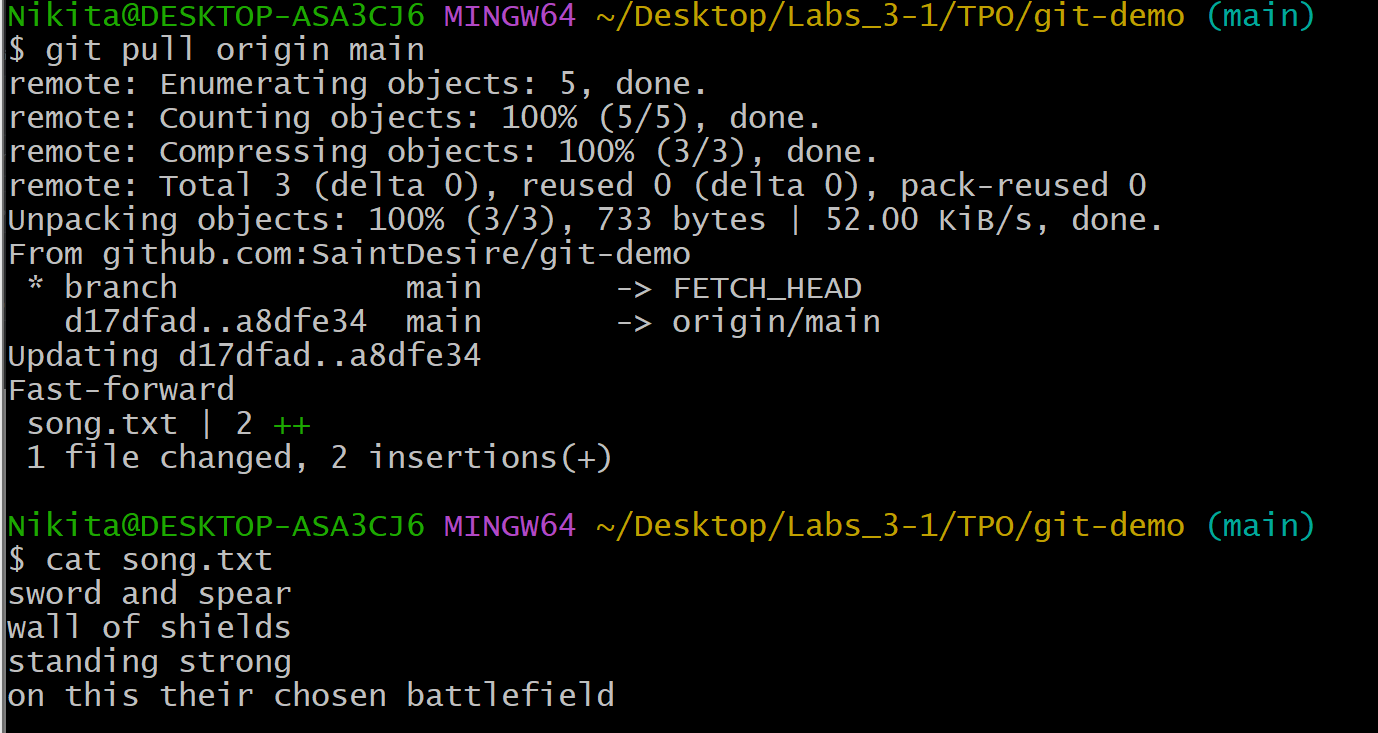 Nikita@DESKTOP-ASA3CJ6 MINGW64 ~/Desktop/Labs_3-1/TPO/git-demo (main)
$ git pull origin main
remote: Enumerating objects: 5, done.
remote: Counting objects: 100% (5/5), done.
remote: Compressing objects: 100% (3/3), done.
remote: Total 3 (delta 0), reused 0 (delta 0), pack-reused 0
Unpacking objects: 100% (3/3), 733 bytes | 52.00 KiB/s, done.
From github.com:SaintDesire/git-demo
 * branch            main       -> FETCH_HEAD
   d17dfad..a8dfe34  main       -> origin/main
Updating d17dfad..a8dfe34
Fast-forward
 song.txt | 2 ++
 1 file changed, 2 insertions(+)
Nikita@DESKTOP-ASA3CJ6 MINGW64 ~/Desktop/Labs_3-1/TPO/git-demo (main)
$ cat song.txt
sword and spear
wall of shields
standing strong
on this their chosen battlefield